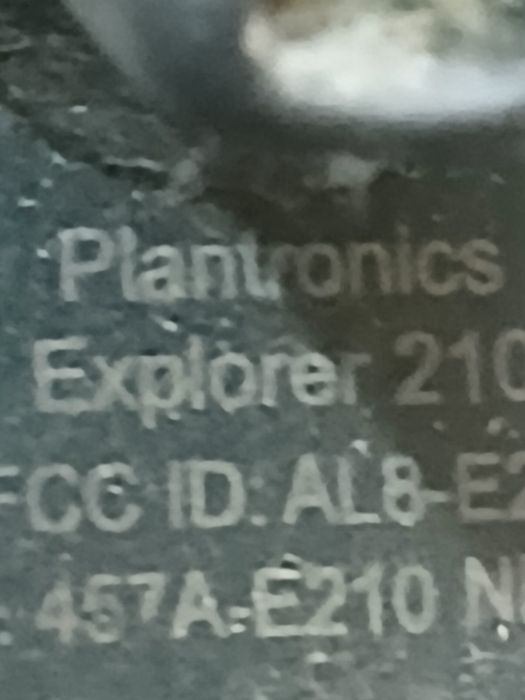 Plantronics
Explorer 210
FCC ID: AL8-E2
: 457A-E210 N